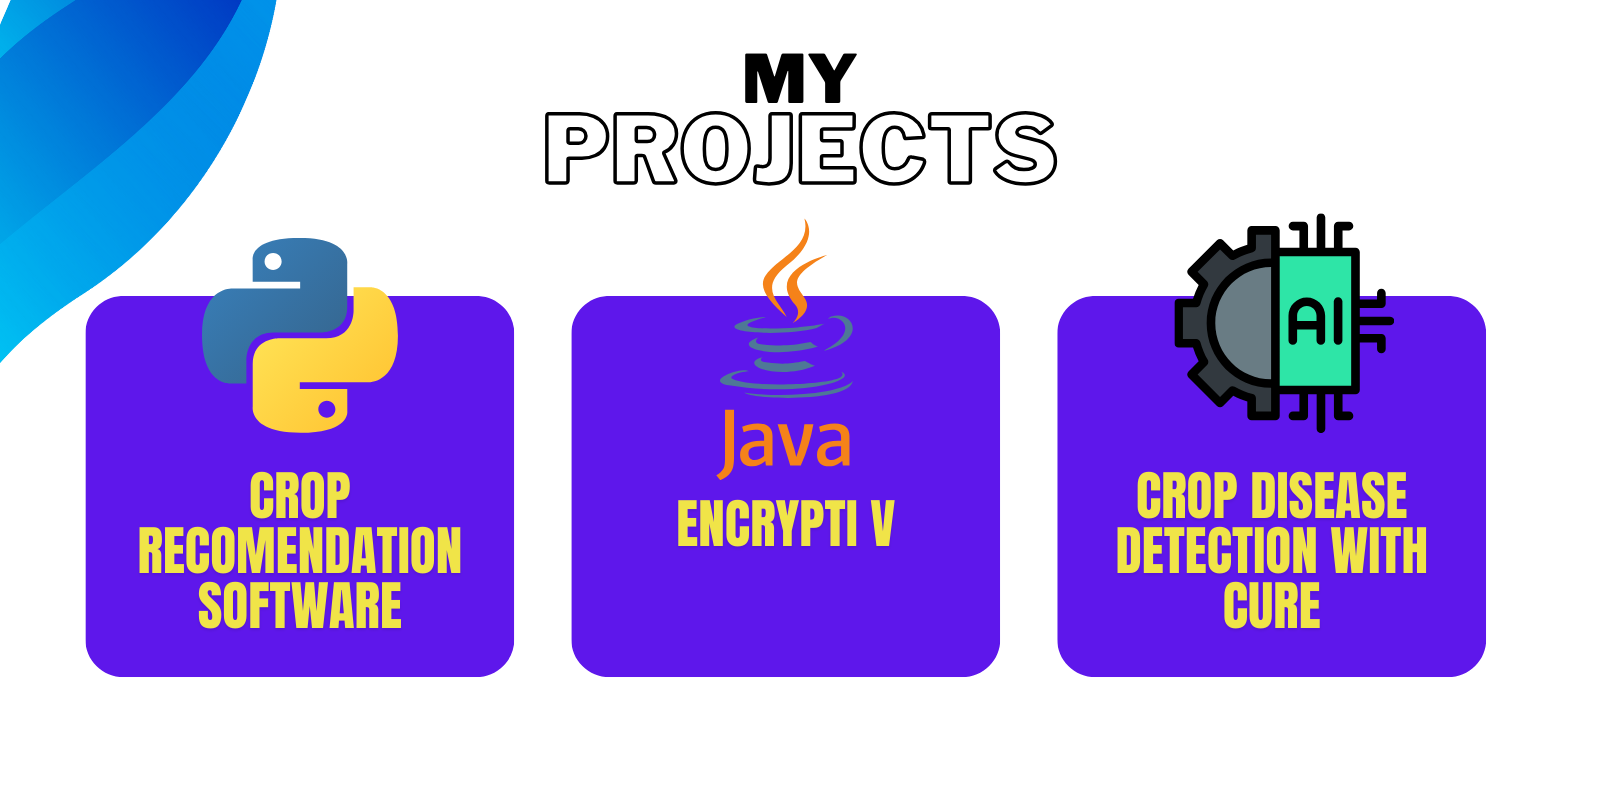 MY
PROJECTS
AI
Java
CROP
RECOMENDATION
SOFTWARE
ENCRYPTI V
CROP DISEASE
DETECTION WITH
CURE